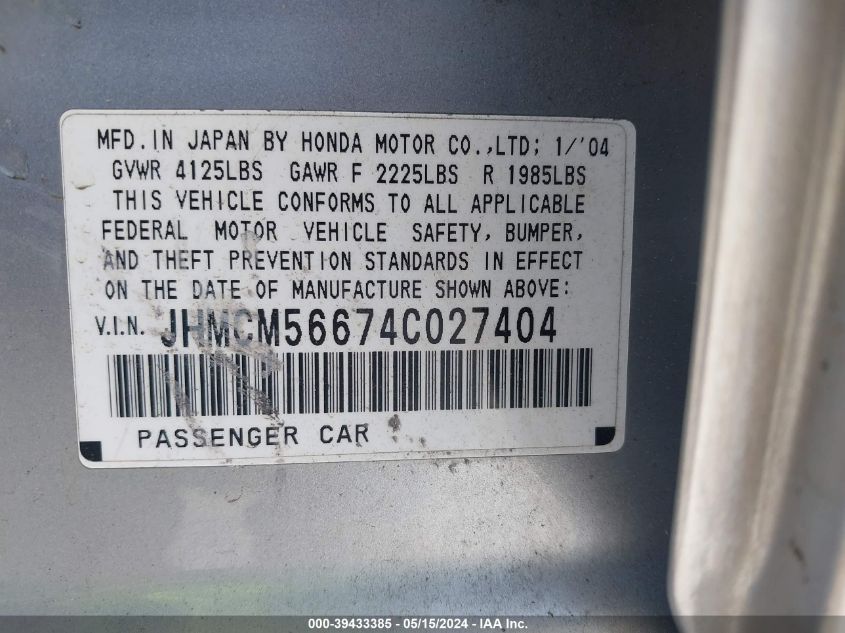 MFD. IN JAPAN BY HONDA MOTOR CO.,LTD; 1/'04
GVWR 4125LBS GAWR F 2225LBS R 1985LBS
THIS VEHICLE CONFORMS TO ALL APPLICABLE
FEDERAL MOTOR VEHICLE SAFETY, BUMPER,
AND THEFT PREVENTION STANDARDS IN EFFECT
ON THE DATE OF MANUFACTURE SHOWN ABOVE:
V.I.N. JHMCM56674C027404
PASSENGER CAR
000-39433385 - 05/15/2024 - IAA Inc.